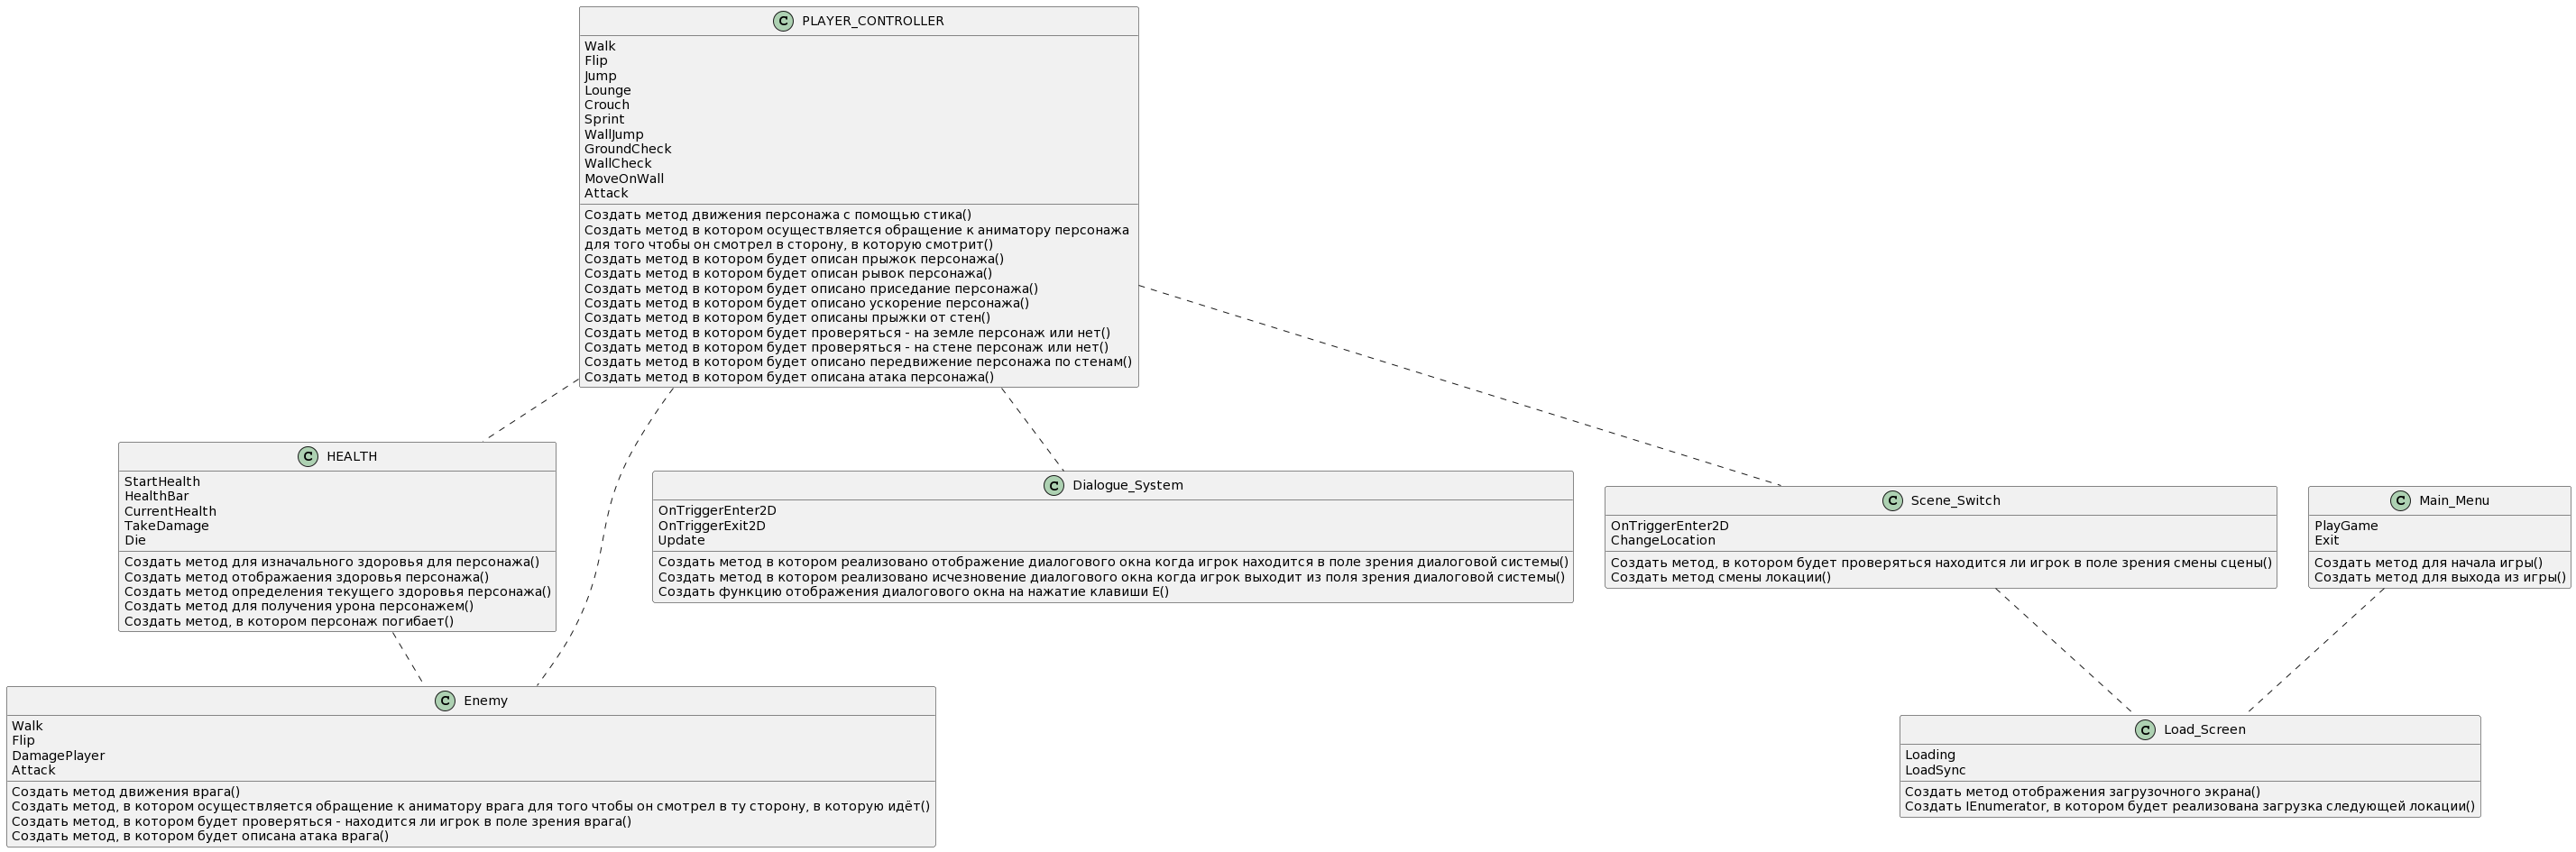 PLAYER_CONTROLLER
Walk
Flip
Jump
Lounge
Crouch
Sprint
WallJump
GroundCheck
WallCheck
MoveOnWall
Attack
Создать метод движения персонажа с помощью стика()
Создать метод в котором осуществляется обращение к аниматору персонажа
для того чтобы он смотрел в сторону, в которую смотрит()
Создать метод в котором будет описан прыжок персонажа()
Создать метод в котором будет описан рывок персонажа()
Создать метод в котором будет описано приседание персонажа()
Создать метод в котором будет описано ускорение персонажа()
Создать метод в котором будет описаны прыжки от стен()
Создать метод в котором будет проверяться - на земле персонаж или нет()
Создать метод в котором будет проверяться - на стене персонаж или нет()
Создать метод в котором будет описано передвижение персонажа по стенам()
Создать метод в котором будет описана атака персонажа()
HEALTH
StartHealth
HealthBar
CurrentHealth
TakeDamage
Die
Создать метод для изначального здоровья для персонажа()
Создать метод отображаения здоровья персонажа()
Создать метод определения текущего здоровья персонажа()
Создать метод для получения урона персонажем()
Создать метод, в котором персонаж погибает()
Dialogue_System
OnTriggerEnter2D
OnTriggerExit2D
Update
Создать метод в котором реализовано отображение диалогового окна когда игрок находится в поле зрения диалоговой системы()
Создать метод в котором реализовано исчезновение диалогового окна когда игрок выходит из поля зрения диалоговой системы()
Создать функцию отображения диалогового окна на нажатие клавиши E()
Scene_Switch
OnTriggerEnter2D
ChangeLocation
Создать метод, в котором будет проверяться находится ли игрок в поле зрения смены сцены()
Создать метод смены локации()
Main_Menu
PlayGame
Exit
Создать метод для начала игры()
Создать метод для выхода из игры()
Enemy
Walk
Flip
DamagePlayer
Attack
Создать метод движения врага()
Создать метод, в котором осуществляется обращение к аниматору врага для того чтобы он смотрел в ту сторону, в которую идёт()
Создать метод, в котором будет проверяться - находится ли игрок в поле зрения врага()
Создать метод, в котором будет описана атака врага()
Load_Screen
Loading
LoadSync
Создать метод отображения загрузочного экрана()
Создать IEnumerator, в котором будет реализована загрузка следующей локации()